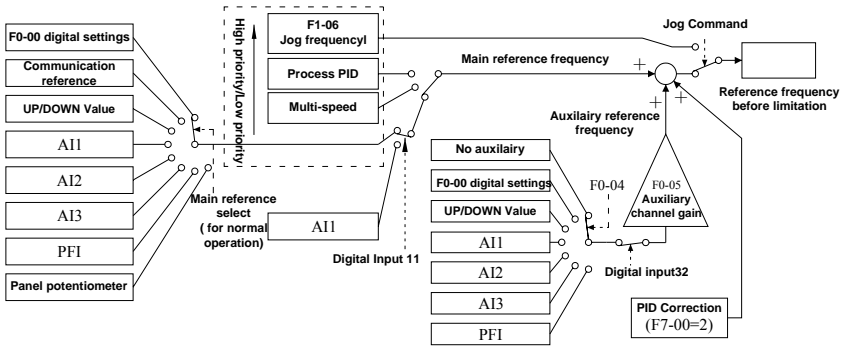 F0-00 digital settings
Communication
reference
UP/DOWN Value
AI1
AI2
AI3
PFI
Panel potentiometer
Main reference
select
( for normal
operation)
High priority/Low priority
F1-06
Jog frequencyl
Process PID
Multi-speed
AI1
Digital Input 11
Main reference frequency
Jog Command
Reference frequency
before limitation
Auxilairy reference
frequency
No auxilairy
F0-00 digital settings
UP/DOWN Value
AI1
AI2
AI3
PFI
F0-04
F0-05
Auxiliary
channel gain
Digital input32
PID Correction
(F7-00=2)
+
+
+